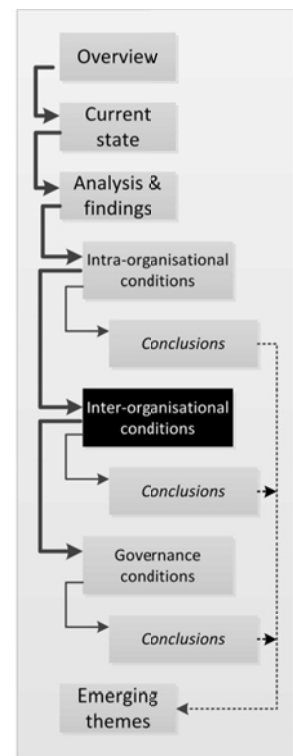 Overview
Current
state
Analysis &
findings
Intra-organisational
conditions
Conclusions
Inter-organisational
conditions
Conclusions
Governance
conditions
Conclusions
Emerging
themes